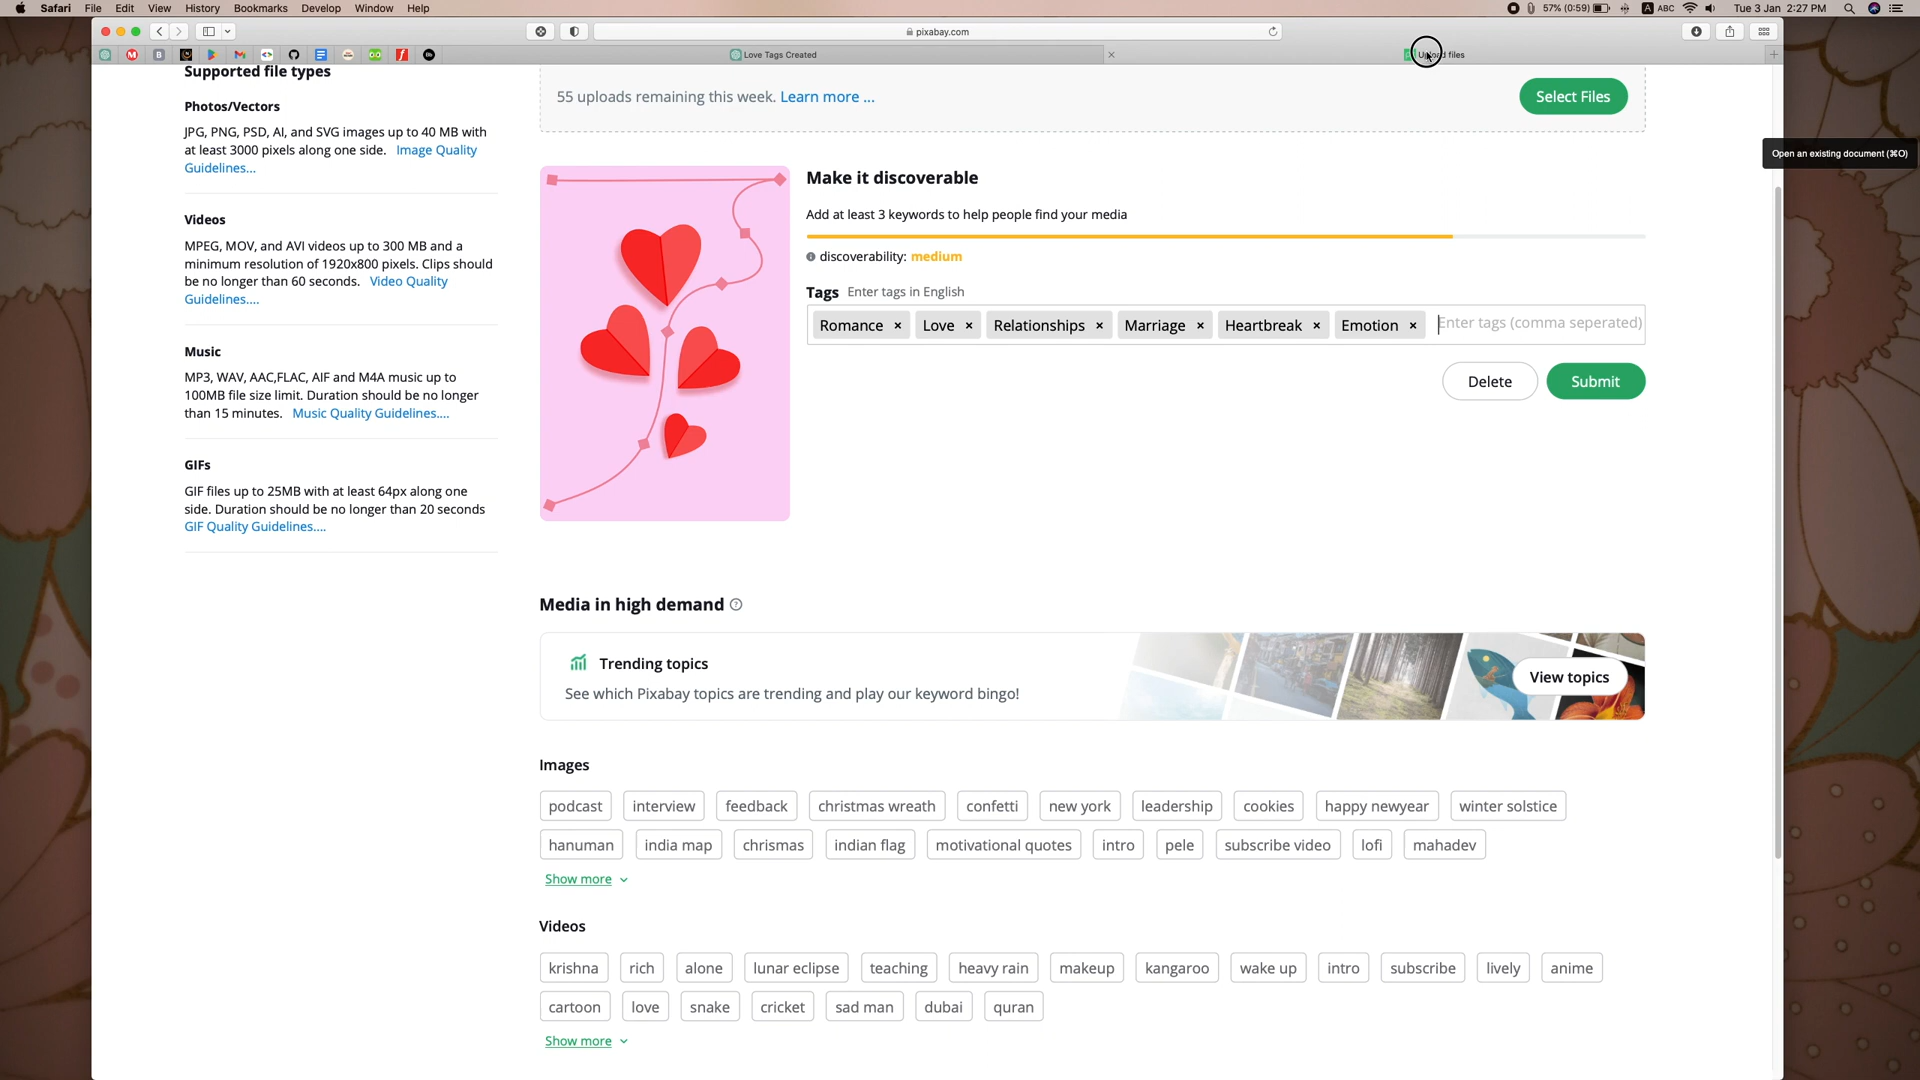 Safari File Edit View History Bookmarks Develop Window Help
57% (0:59) A ABC Tue 3 Jan 2:27 PM
pixabay.com
Love Tags Created
files
Open an existing document (⌘O)
Supported file types
Photos/Vectors
JPG, PNG, PSD, AI, and SVG images up to 40 MB with
at least 3000 pixels along one side. Image Quality
Guidelines...
Videos
MPEG, MOV, and AVI videos up to 300 MB and a
minimum resolution of 1920x800 pixels. Clips should
be no longer than 60 seconds. Video Quality
Guidelines....
Music
MP3, WAV, AAC,FLAC, AIF and M4A music up to
100MB file size limit. Duration should be no longer
than 15 minutes. Music Quality Guidelines....
GIFs
GIF files up to 25MB with at least 64px along one
side. Duration should be no longer than 20 seconds
GIF Quality Guidelines....
55 uploads remaining this week. Learn more ...
Select Files
Make it discoverable
Add at least 3 keywords to help people find your media
discoverability: medium
Tags Enter tags in English
Romance × Love × Relationships × Marriage × Heartbreak × Emotion × Enter tags (comma seperated)
Delete Submit
Media in high demand
Trending topics
See which Pixabay topics are trending and play our keyword bingo!
View topics
Images
podcast interview feedback christmas wreath confetti new york leadership cookies happy newyear winter solstice
hanuman india map chrismas indian flag motivational quotes intro pele subscribe video lofi mahadev
Show more
Videos
krishna rich alone lunar eclipse teaching heavy rain makeup kangaroo wake up intro subscribe lively anime
cartoon love snake cricket sad man dubai quran
Show more